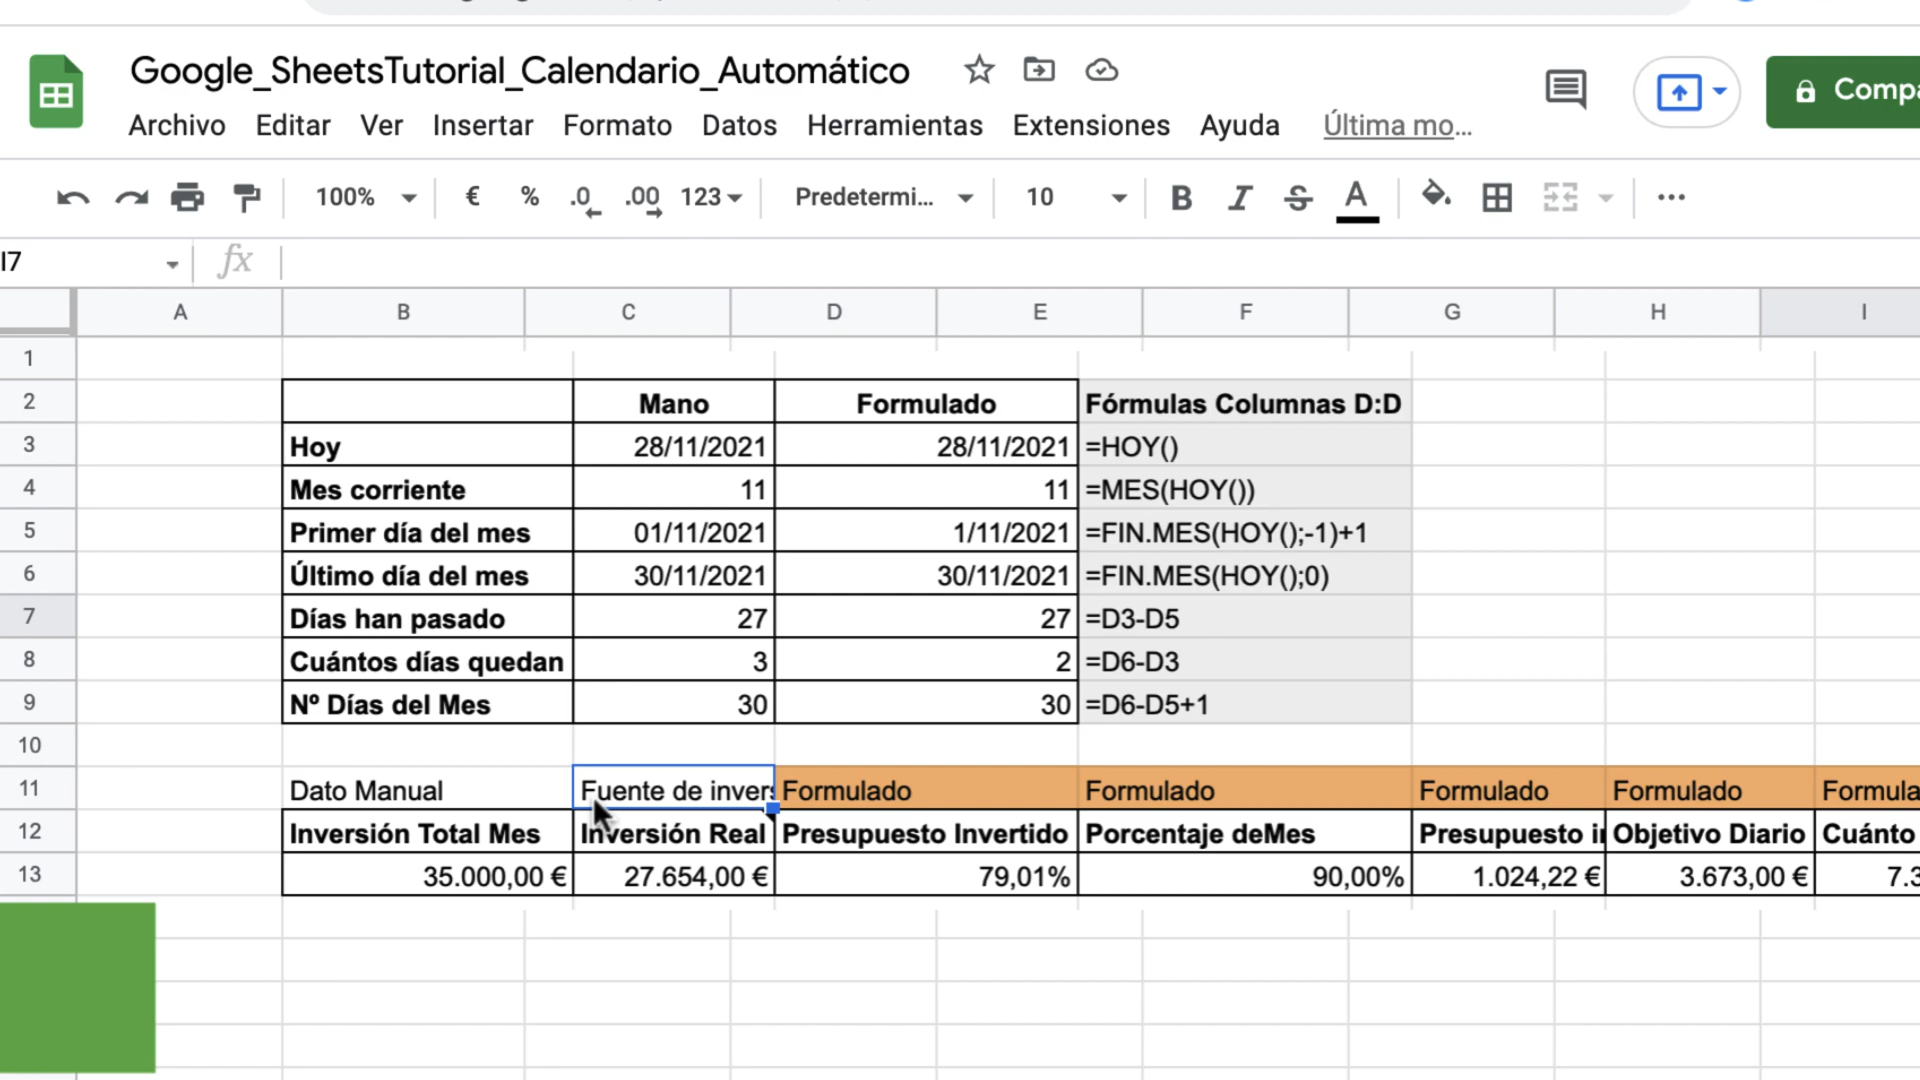 Google_SheetsTutorial_Calendario_Automático
Compa
Archivo Editar Ver Insertar Formato Datos Herramientas Extensiones Ayuda Última mo...
100% € % .0 .00 123 Predetermi... 10 B I S A ...
I7 fx
A B C D E F G H I
1
2 Mano Formulado Fórmulas Columnas D:D
3 Hoy 28/11/2021 28/11/2021 =HOY()
4 Mes corriente 11 11 =MES(HOY())
5 Primer día del mes 01/11/2021 1/11/2021 =FIN.MES(HOY();-1)+1
6 Último día del mes 30/11/2021 30/11/2021 =FIN.MES(HOY();0)
7 Días han pasado 27 27 =D3-D5
8 Cuántos días quedan 3 2 =D6-D3
9 Nº Días del Mes 30 30 =D6-D5+1
10
11 Dato Manual Fuente de invers Formulado Formulado Formulado Formulado Formula
12 Inversión Total Mes Inversión Real Presupuesto Invertido Porcentaje deMes Presupuesto in Objetivo Diario Cuánto
13 35.000,00 € 27.654,00 € 79,01% 90,00% 1.024,22 € 3.673,00 € 7.3